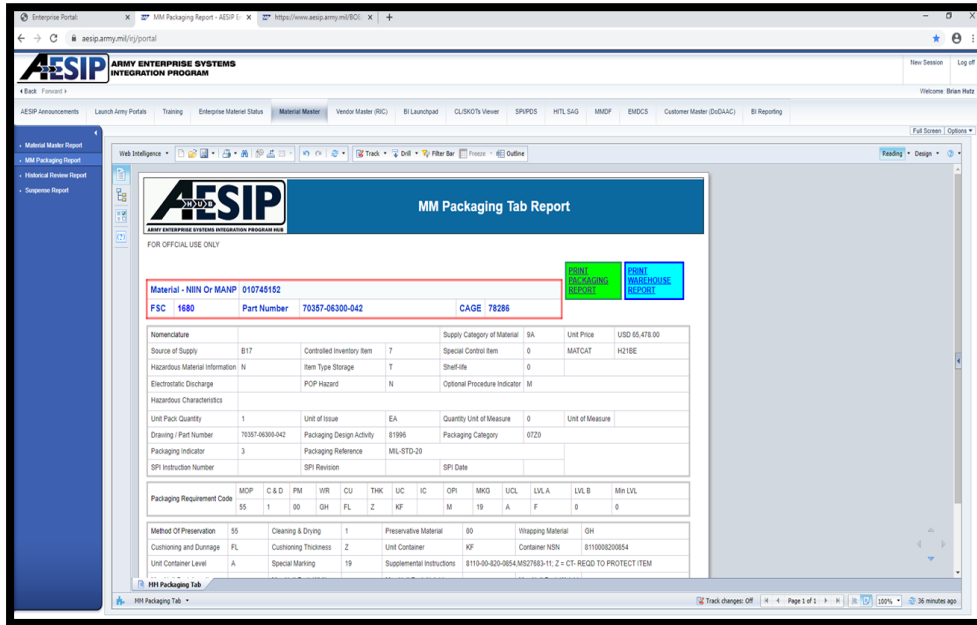 Enterprise Portal:
MM Packaging Report - AESIP E
https://www.aesip.army.mil/BOE
aesip.army.mil/irj/portal
AESIP ARMY ENTERPRISE SYSTEMS
INTEGRATION PROGRAM
New Session Log off
Back Forward
Welcome: Brian Hutz
AESIP Announcements Launch Army Portals Training Enterprise Materiel Status Material Master Vendor Master (RIC) BI Launchpad CL/SKOTs Viewer SPI/PDS HITL SAG MMDF EMDCS Customer Master (DoDAAC) BI Reporting
Full Screen Options
Material Master Report
MM Packaging Report
Historical Review Report
Suspense Report
Web Intelligence Track Drill Filter Bar Freeze Outline Reading Design
AESIP
HUB
ARMY ENTERPRISE SYSTEMS INTEGRATION PROGRAM HUB
MM Packaging Tab Report
FOR OFFCIAL USE ONLY
PRINT PACKAGING REPORT
PRINT WAREHOUSE REPORT
Material - NIIN Or MANP 010745152
FSC 1680 Part Number 70357-06300-042 CAGE 78286
Nomenclature Supply Category of Material 9A Unit Price USD 65,476.00
Source of Supply B17 Controlled Inventory Item 7 Special Control Item 0 MATCAT H21BE
Hazardous Material Information N Item Type Storage T Shelf-life 0
Electrostatic Discharge POP Hazard N Optional Procedure Indicator M
Hazardous Characteristics
Unit Pack Quantity 1 Unit of Issue EA Quantity Unit of Measure 0 Unit of Measure
Drawing / Part Number 70357-06300-042 Packaging Design Activity 81996 Packaging Category 07Z0
Packaging Indicator 3 Packaging Reference MIL-STD-20
SPI Instruction Number SPI Revision SPI Date
Packaging Requirement Code MOP C & D PM WR CU THK UC IC OPI MKG UCL LVL A LVL B Min LVL
55 1 00 GH FL Z KF M 19 A F 0 0
Method Of Preservation 55 Cleaning & Drying 1 Preservative Material 00 Wrapping Material GH
Cushioning and Dunnage FL Cushioning Thickness Z Unit Container KF Container NSN 8110008200854
Unit Container Level A Special Marking 19 Supplemental Instructions 8110-00-820-0854,MS27683-11; Z = CT- REQD TO PROTECT ITEM
MM Packaging Tab
MM Packaging Tab Track changes: Off Page 1 of 1 100% 36 minutes ago